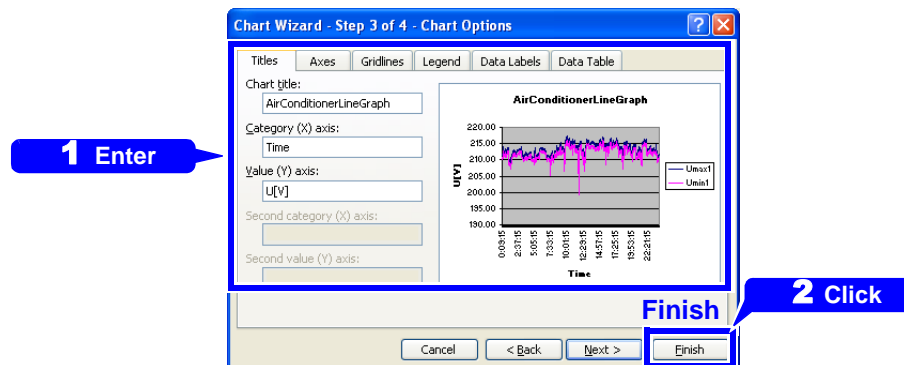 Chart Wizard - Step 3 of 4 - Chart Options
Titles Axes Gridlines Legend Data Labels Data Table
Chart title:
AirConditionerLineGraph
Category (X) axis:
Time
Value (Y) axis:
U[V]
Second category (X) axis:
Second value (Y) axis:
AirConditionerLineGraph
220.00
215.00
210.00
205.00
200.00
195.00
190.00
U[V]
0:09:15
2:37:15
5:05:15
7:33:15
10:01:15
12:29:15
14:57:15
17:25:15
19:53:15
22:21:15
Time
Umax1
Umin1
1 Enter
Finish
2 Click
Cancel < Back Next > Finish